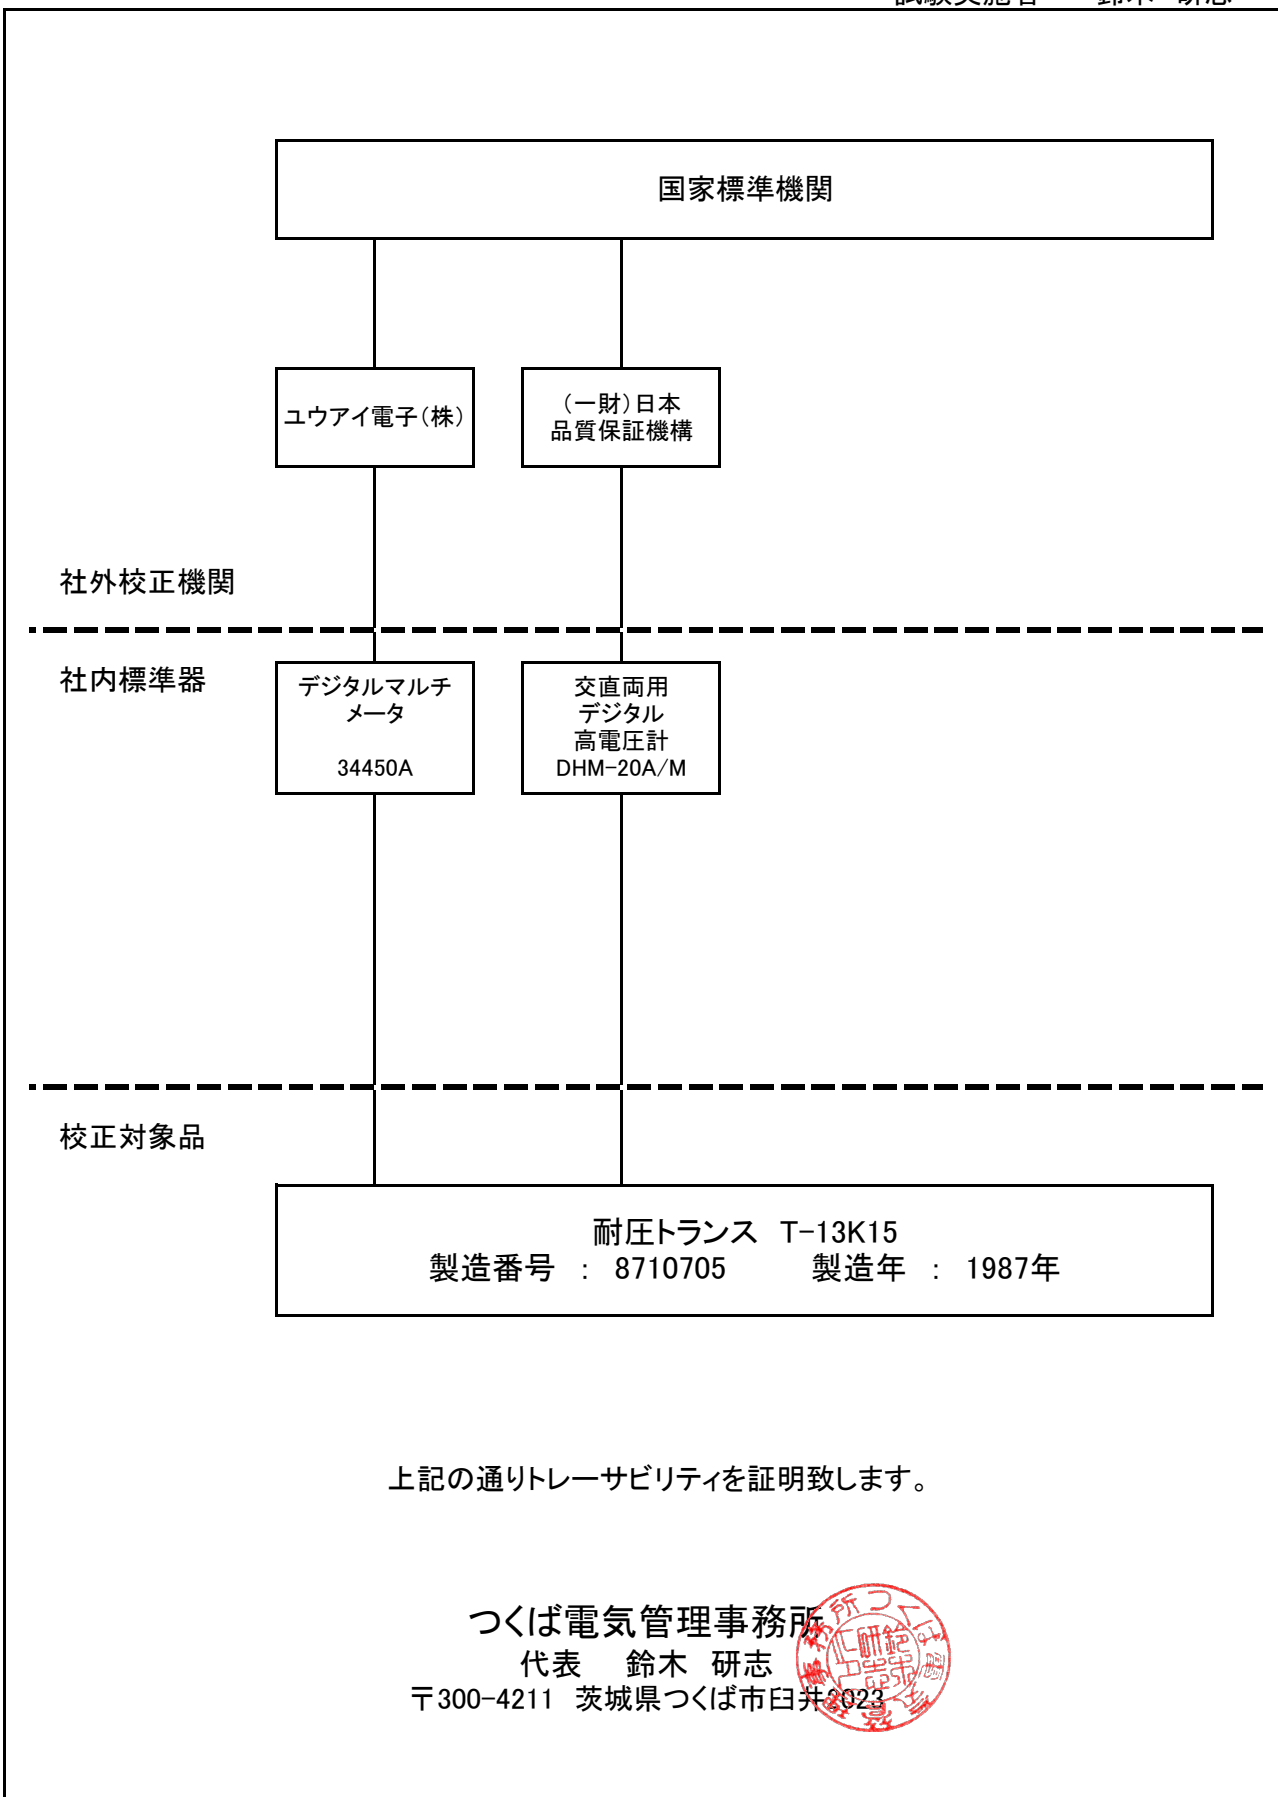 国家標準機関
ユウアイ電子（株）
（一財）日本
品質保証機構
社外校正機関
社内標準器
デジタルマルチ
メータ
34450A
交直両用
デジタル
高電圧計
DHM-20A/M
校正対象品
耐圧トランス　T-13K15
製造番号　：　8710705　　製造年　：　1987年
上記の通りトレーサビリティを証明致します。
つくば電気管理事務所
代表　鈴木　研志
〒300-4211　茨城県つくば市臼井2023